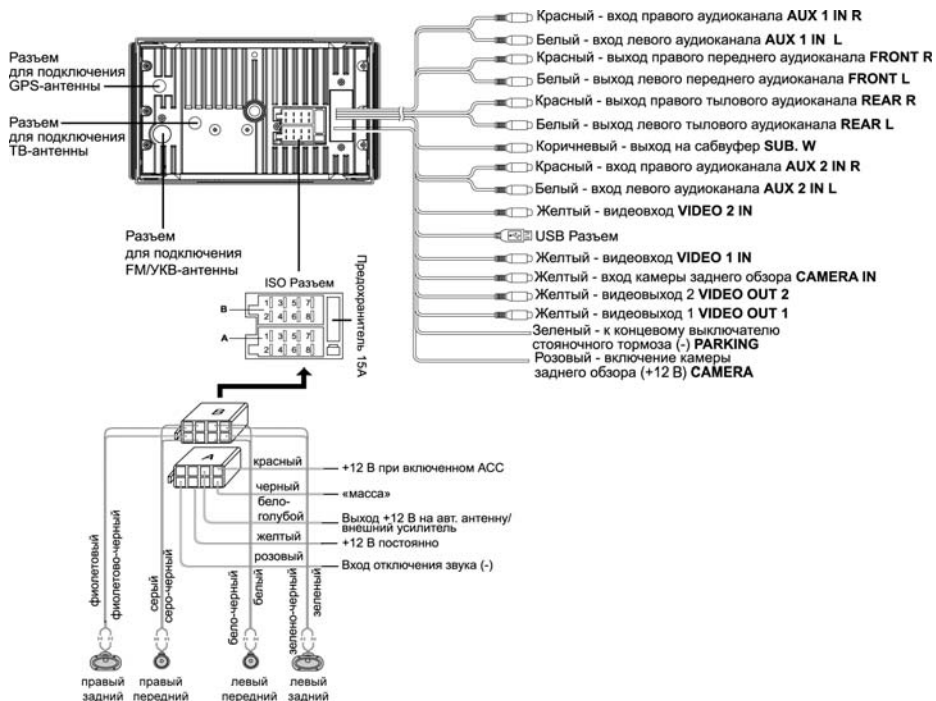 Разъем
для подключения
GPS-антенны
Разъем
для подключения
ТВ-антенны
Разъем
для подключения
FM/УКВ-антенны
Красный - вход правого аудиоканала AUX 1 IN R
Белый - вход левого аудиоканала AUX 1 IN L
Красный - выход правого переднего аудиоканала FRONT R
Белый - выход левого переднего аудиоканала FRONT L
Красный - выход правого тылового аудиоканала REAR R
Белый - выход левого тылового аудиоканала REAR L
Коричневый - выход на сабвуфер SUB. W
Красный - вход правого аудиоканала AUX 2 IN R
Белый - вход левого аудиоканала AUX 2 IN L
Желтый - видеовход VIDEO 2 IN
USB Разъем
Желтый - видеовход VIDEO 1 IN
Желтый - вход камеры заднего обзора CAMERA IN
Желтый - видеовыход 2 VIDEO OUT 2
Желтый - видеовыход 1 VIDEO OUT 1
Зеленый - к концевому выключателю
стояночного тормоза (-) PARKING
Розовый - включение камеры
заднего обзора (+12 В) CAMERA
ISO Разъем
Предохранитель 15А
B
1 3 5 7
2 4 6 8
A
1 3 5 7
2 4 6 8
B
A
красный
+12 В при включенном ACC
черный
«масса»
бело-
голубой
Выход +12 В на авт. антенну/
внешний усилитель
желтый
+12 В постоянно
розовый
Вход отключения звука (-)
фиолетовый
фиолетово-черный
серый
серо-черный
бело-черный
белый
зелено-черный
зеленый
правый
задний
правый
передний
левый
передний
левый
задний